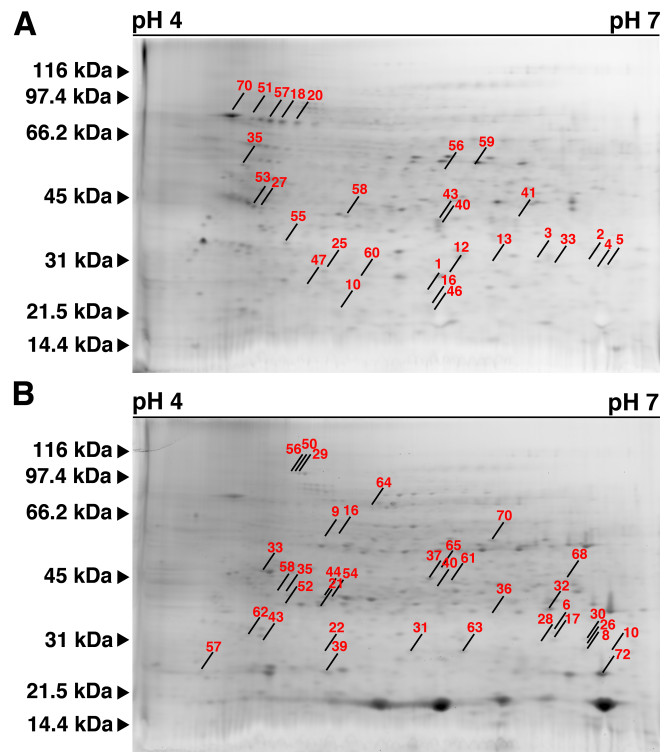 A
pH 4 pH 7
116 kDa
97.4 kDa
70 51 57 18 20
66.2 kDa
35 56 59
53 27 58 43 40 41
45 kDa
55
25 60 12 13 3 33 2 4 5
31 kDa
47 1
10 16 46
21.5 kDa
14.4 kDa
B
pH 4 pH 7
56 50 29
116 kDa
97.4 kDa
64
66.2 kDa
9 16 70
33 37 65 61 68
58 35 44 54 40
45 kDa
52 21 36 32
62 43 22 31 63 28 6 17 30 26 8 10
31 kDa
57 39 72
21.5 kDa
14.4 kDa